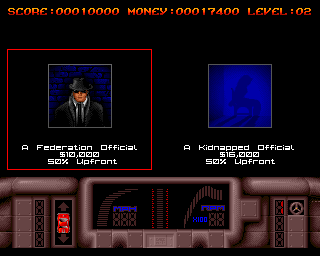 SCORE:00010000 MONEY:00017400 LEVEL:02
A Federation Official
$10,000
50% Upfront
A Kidnapped Official
$16,000
50% Upfront